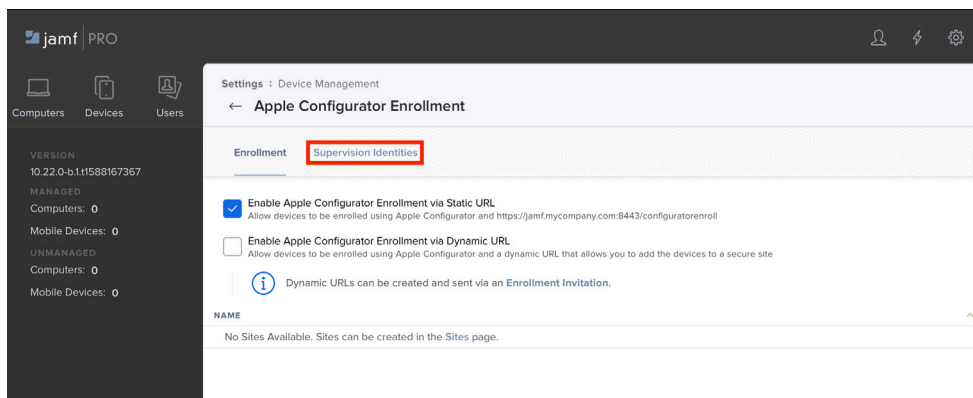 jamf PRO
Computers Devices Users
VERSION
10.22.0-b.1.t1588167367
MANAGED
Computers: 0
Mobile Devices: 0
UNMANAGED
Computers: 0
Mobile Devices: 0
Settings : Device Management
← Apple Configurator Enrollment
Enrollment Supervision Identities
Enable Apple Configurator Enrollment via Static URL
Allow devices to be enrolled using Apple Configurator and https://jamf.mycompany.com:8443/configuratorenroll
Enable Apple Configurator Enrollment via Dynamic URL
Allow devices to be enrolled using Apple Configurator and a dynamic URL that allows you to add the devices to a secure site
Dynamic URLs can be created and sent via an Enrollment Invitation.
NAME
No Sites Available. Sites can be created in the Sites page.